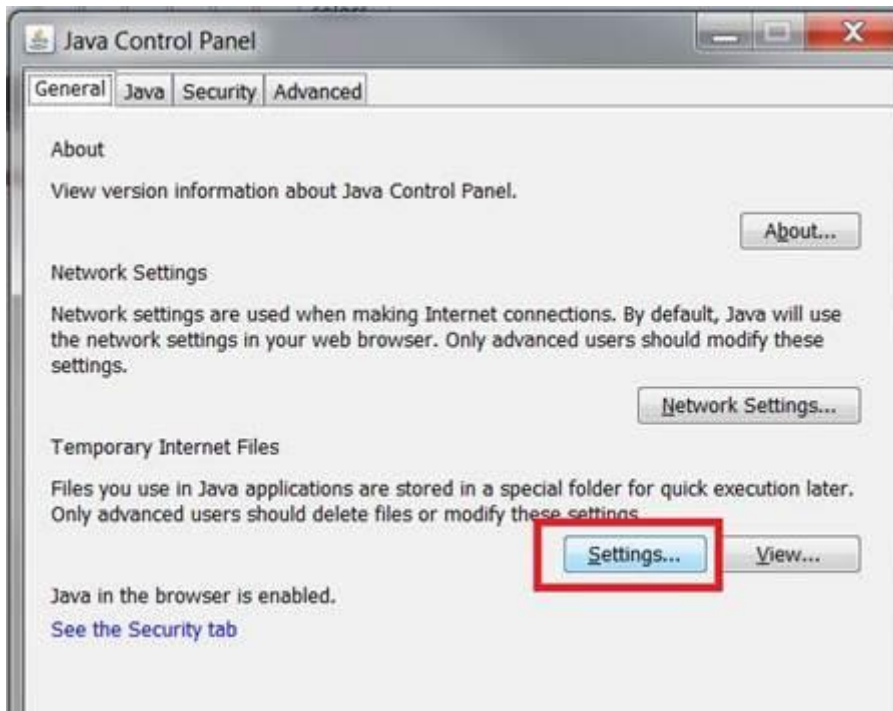 Java Control Panel
General Java Security Advanced
About
View version information about Java Control Panel.
About...
Network Settings
Network settings are used when making Internet connections. By default, Java will use
the network settings in your web browser. Only advanced users should modify these
settings.
Network Settings...
Temporary Internet Files
Files you use in Java applications are stored in a special folder for quick execution later.
Only advanced users should delete files or modify these settings.
Settings... View...
Java in the browser is enabled.
See the Security tab